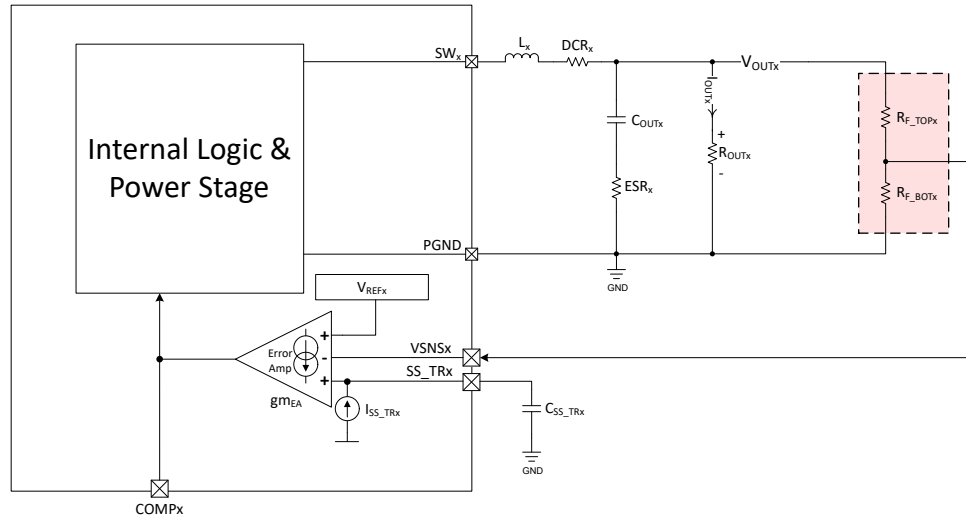 SWx
Lx
DCRx
VOUTx
IOUTx
RF_TOPx
COUTx
+
ROUTx
-
Internal Logic &
Power Stage
ESRx
RF_BOTx
PGND
GND
VREFx
+
Error
Amp
-
VSNSx
+
SS_TRx
gmEA
ISS_TRx
CSS_TRx
GND
COMPx